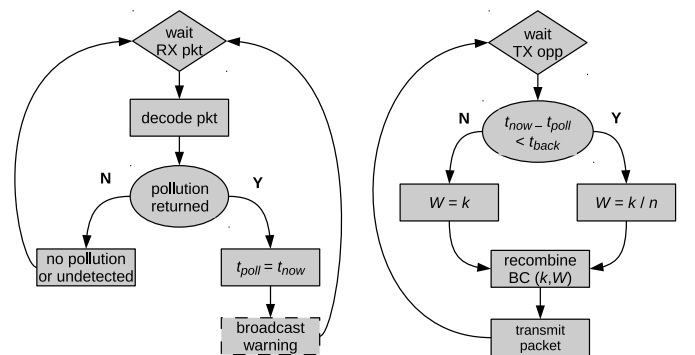 wait
RX pkt
decode pkt
N
pollution
returned
Y
no pollution
or undetected
t_poll = t_now
broadcast
warning
wait
TX opp
N
t_now – t_poll
< t_back
Y
W = k
W = k / n
recombine
BC (k,W)
transmit
packet